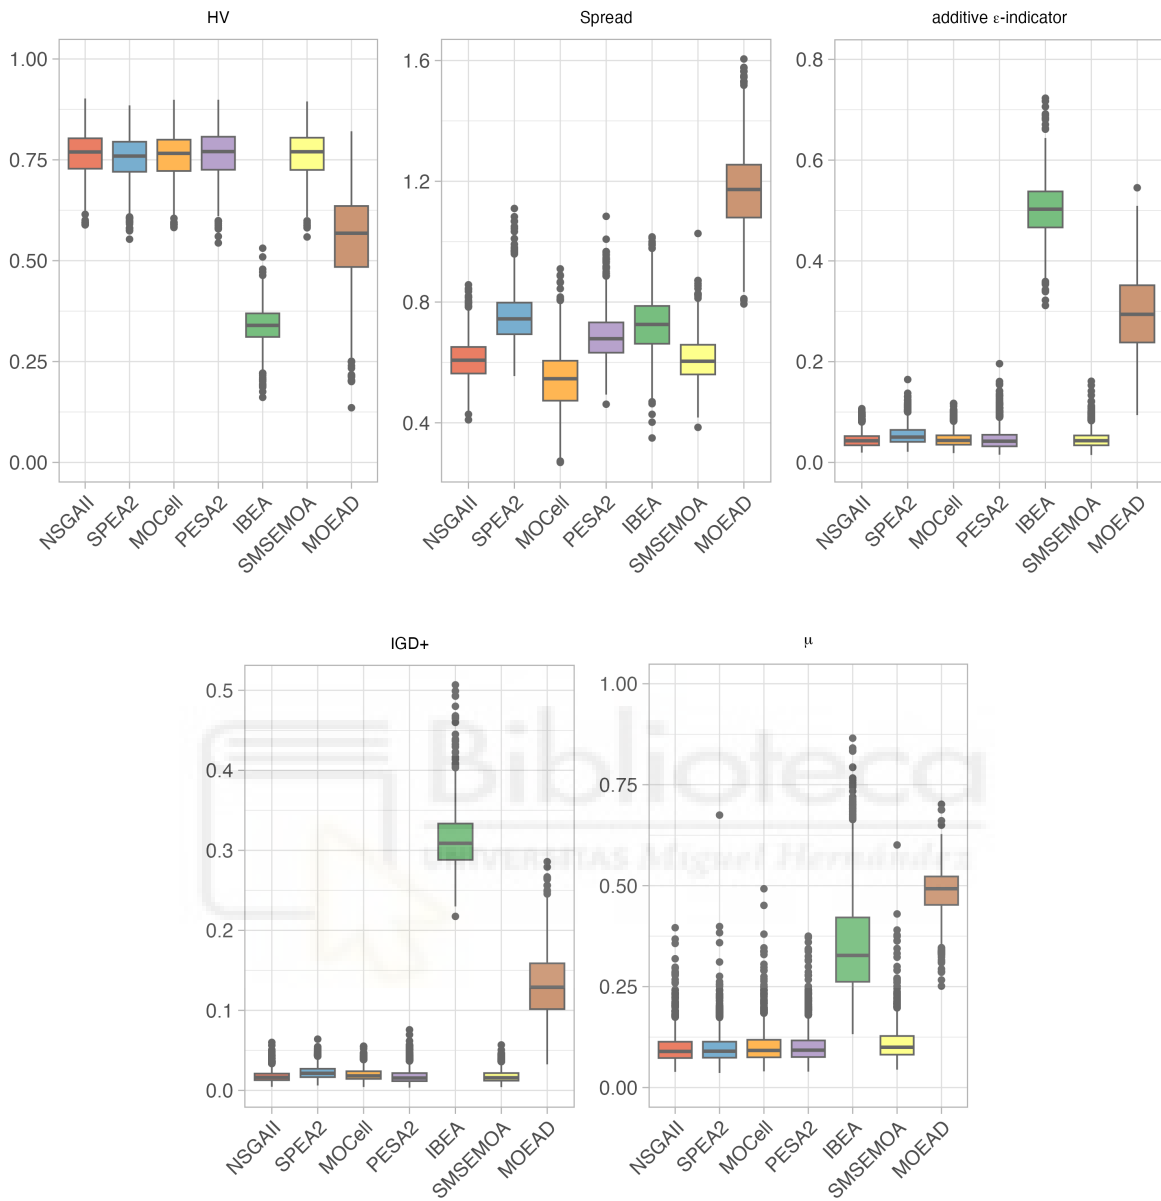 HV
1.00
0.75
0.50
0.25
0.00
NSGAII
SPEA2
MOCell
PESA2
IBEA
SMSEMOA
MOEAD
Spread
1.6
1.2
0.8
0.4
NSGAII
SPEA2
MOCell
PESA2
IBEA
SMSEMOA
MOEAD
additive ε-indicator
0.8
0.6
0.4
0.2
0.0
NSGAII
SPEA2
MOCell
PESA2
IBEA
SMSEMOA
MOEAD
IGD+
0.5
0.4
0.3
0.2
0.1
0.0
NSGAII
SPEA2
MOCell
PESA2
IBEA
SMSEMOA
MOEAD
μ
1.00
0.75
0.50
0.25
0.00
NSGAII
SPEA2
MOCell
PESA2
IBEA
SMSEMOA
MOEAD
Biblioteca
UNIVERSITAS Miguel Hernández